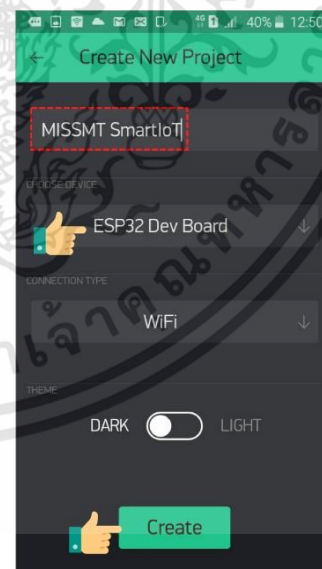 4G 40% 12:50
← Create New Project
MISSMT SmartIoT
CHOOSE DEVICE
ESP32 Dev Board ↓
CONNECTION TYPE
WiFi ↓
THEME
DARK LIGHT
Create